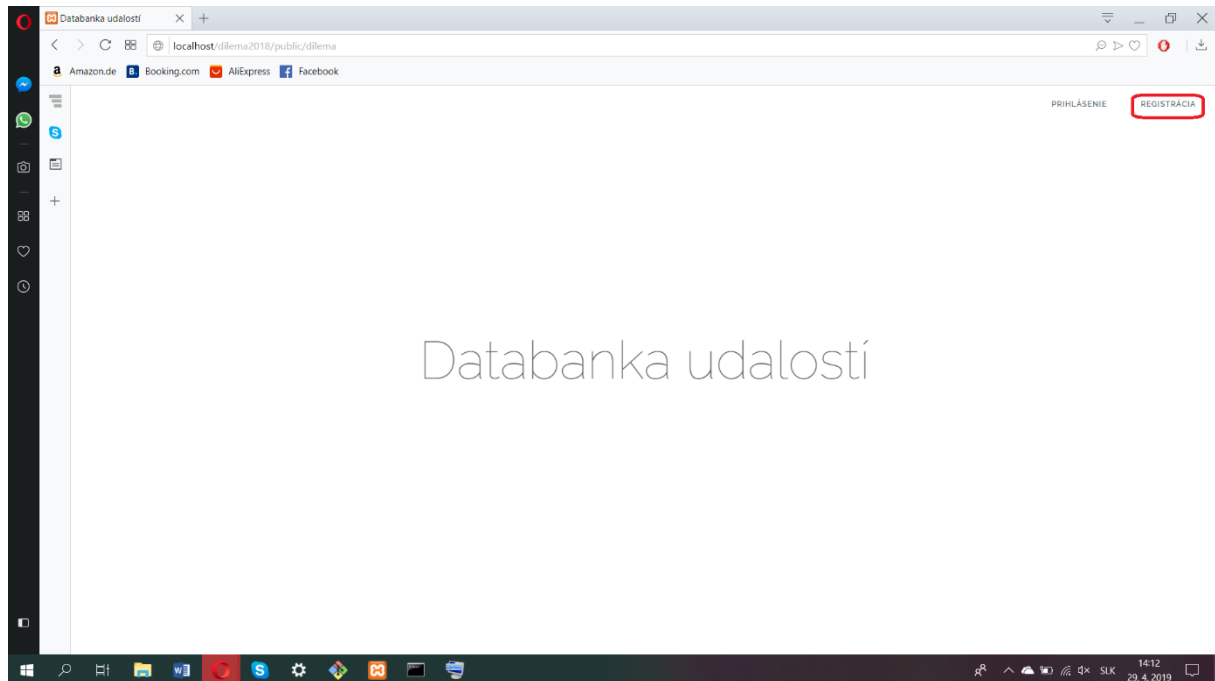 Databanka udalostí
localhost/dilema2018/public/dilema
a Amazon.de B. Booking.com AliExpress f Facebook
PRIHLÁSENIE REGISTRÁCIA
Databanka udalostí
SLK 14:12
29. 4. 2019